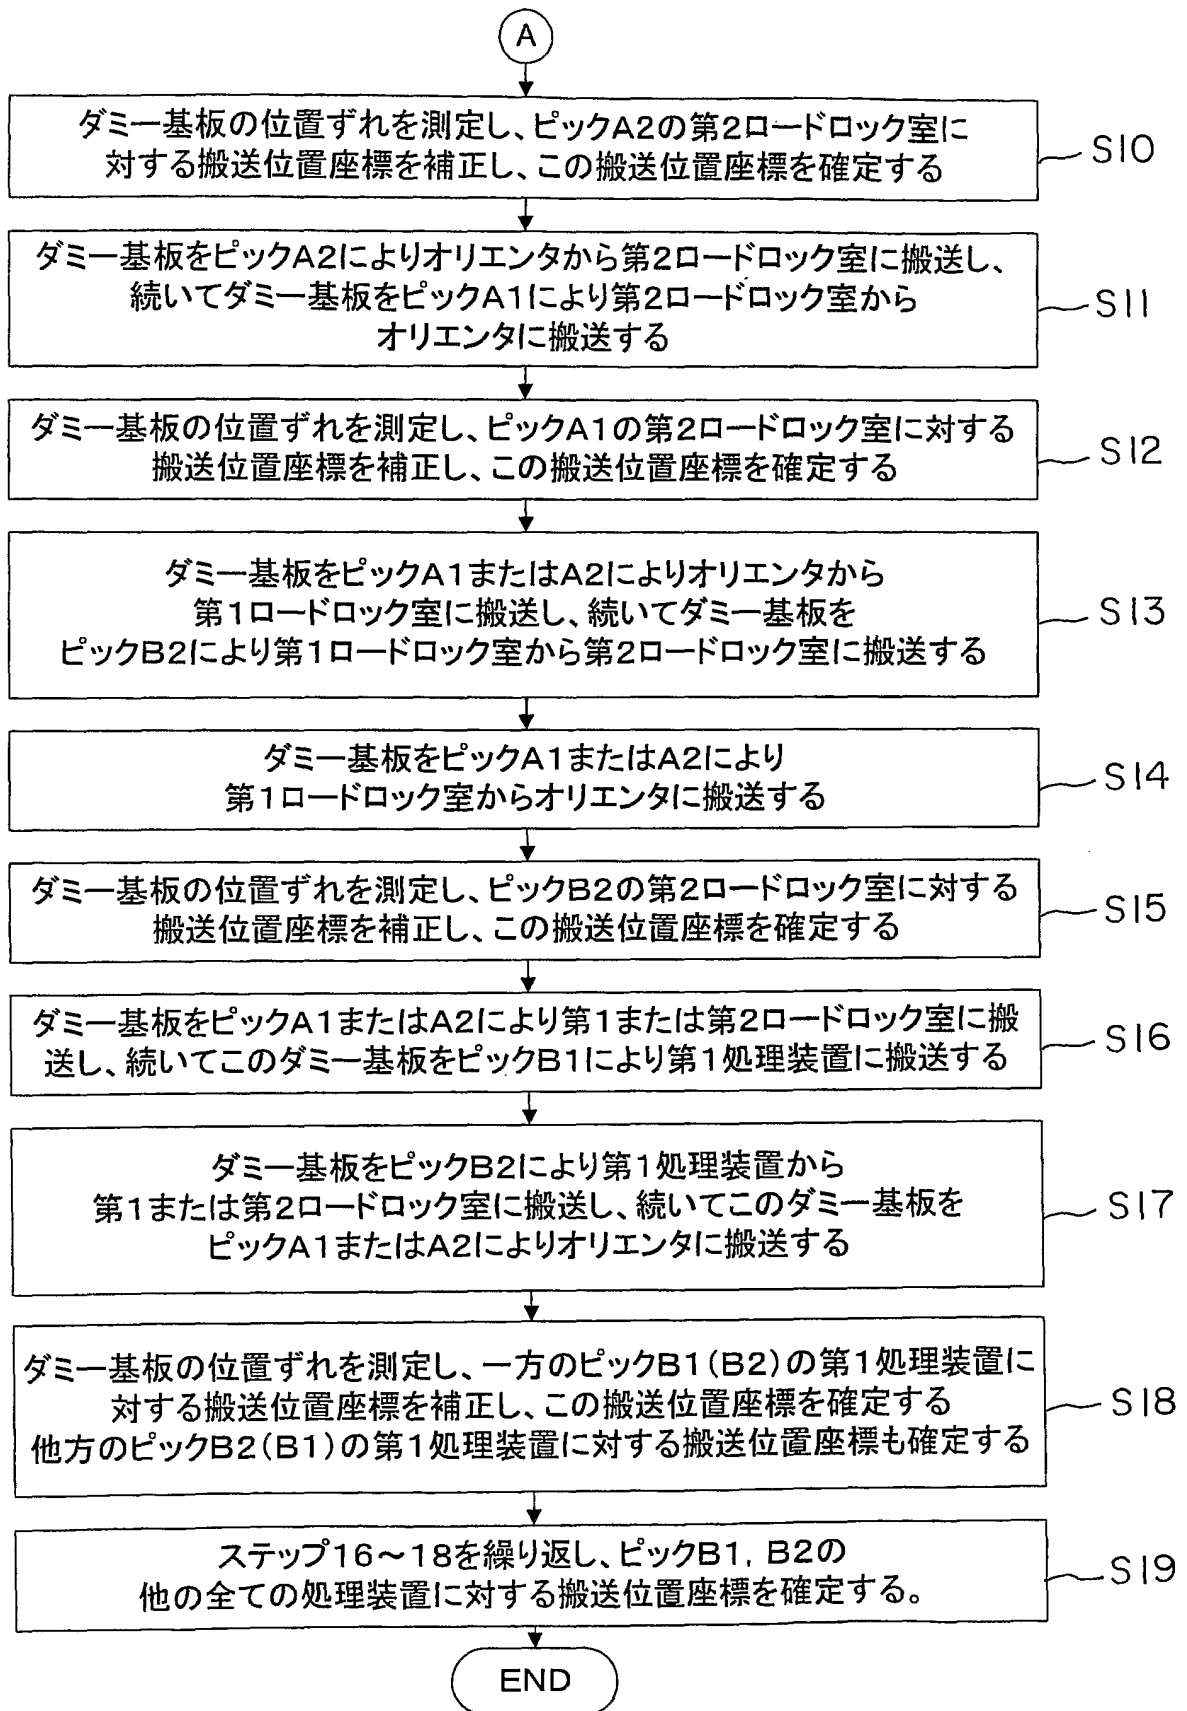 A
ダミー基板の位置ずれを測定し、ピックA2の第2ロードロック室に
対する搬送位置座標を補正し、この搬送位置座標を確定する
S10
ダミー基板をピックA2によりオリエンタから第2ロードロック室に搬送し、
続いてダミー基板をピックA1により第2ロードロック室から
オリエンタに搬送する
S11
ダミー基板の位置ずれを測定し、ピックA1の第2ロードロック室に対する
搬送位置座標を補正し、この搬送位置座標を確定する
S12
ダミー基板をピックA1またはA2によりオリエンタから
第1ロードロック室に搬送し、続いてダミー基板を
ピックB2により第1ロードロック室から第2ロードロック室に搬送する
S13
ダミー基板をピックA1またはA2により
第1ロードロック室からオリエンタに搬送する
S14
ダミー基板の位置ずれを測定し、ピックB2の第2ロードロック室に対する
搬送位置座標を補正し、この搬送位置座標を確定する
S15
ダミー基板をピックA1またはA2により第1または第2ロードロック室に搬
送し、続いてこのダミー基板をピックB1により第1処理装置に搬送する
S16
ダミー基板をピックB2により第1処理装置から
第1または第2ロードロック室に搬送し、続いてこのダミー基板を
ピックA1またはA2によりオリエンタに搬送する
S17
ダミー基板の位置ずれを測定し、一方のピックB1(B2)の第1処理装置に
対する搬送位置座標を補正し、この搬送位置座標を確定する
他方のピックB2(B1)の第1処理装置に対する搬送位置座標も確定する
S18
ステップ16~18を繰り返し、ピックB1, B2の
他の全ての処理装置に対する搬送位置座標を確定する。
S19
END